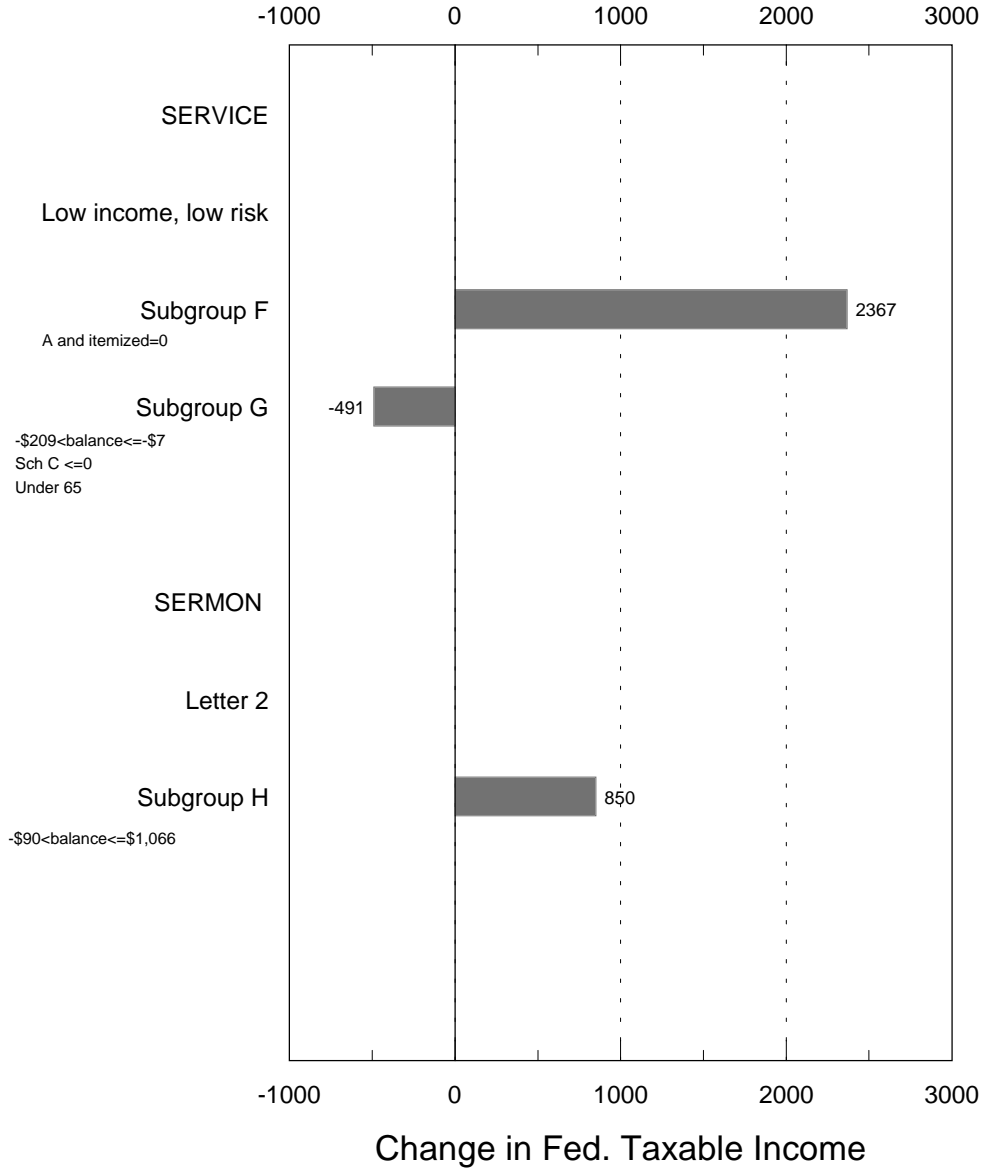 -1000 0 1000 2000 3000
SERVICE
Low income, low risk
Subgroup F
2367
A and itemized=0
Subgroup G
-491
-$209<balance<=-$7
Sch C <=0
Under 65
SERMON
Letter 2
Subgroup H
850
-$90<balance<=$1,066
-1000 0 1000 2000 3000
Change in Fed. Taxable Income